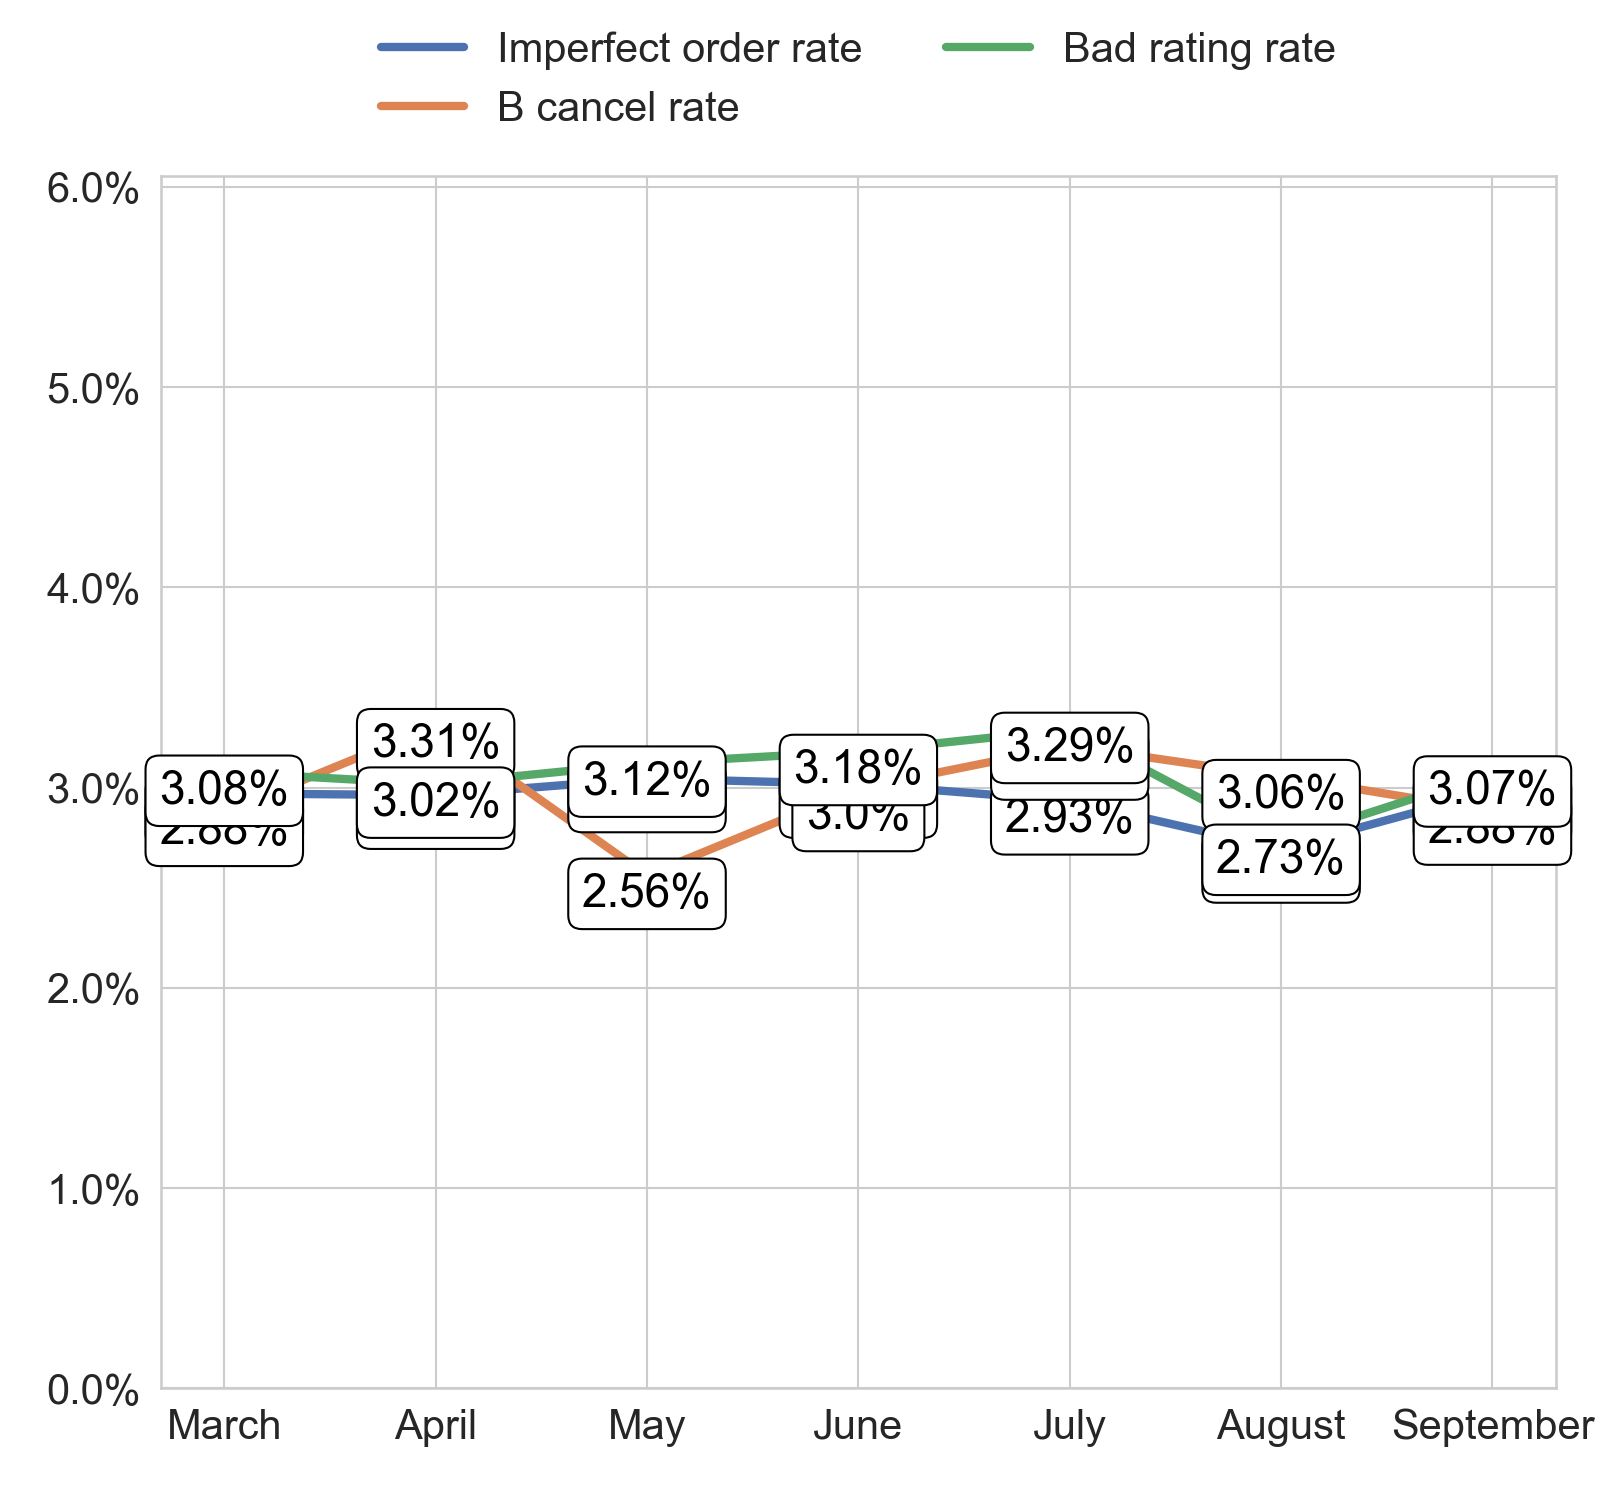 Imperfect order rate
Bad rating rate
B cancel rate
6.0%
5.0%
4.0%
3.0%
2.0%
1.0%
0.0%
3.08%
3.31%
3.02%
3.12%
2.56%
3.18%
3.0%
3.29%
2.93%
3.06%
2.73%
3.07%
March
April
May
June
July
August
September